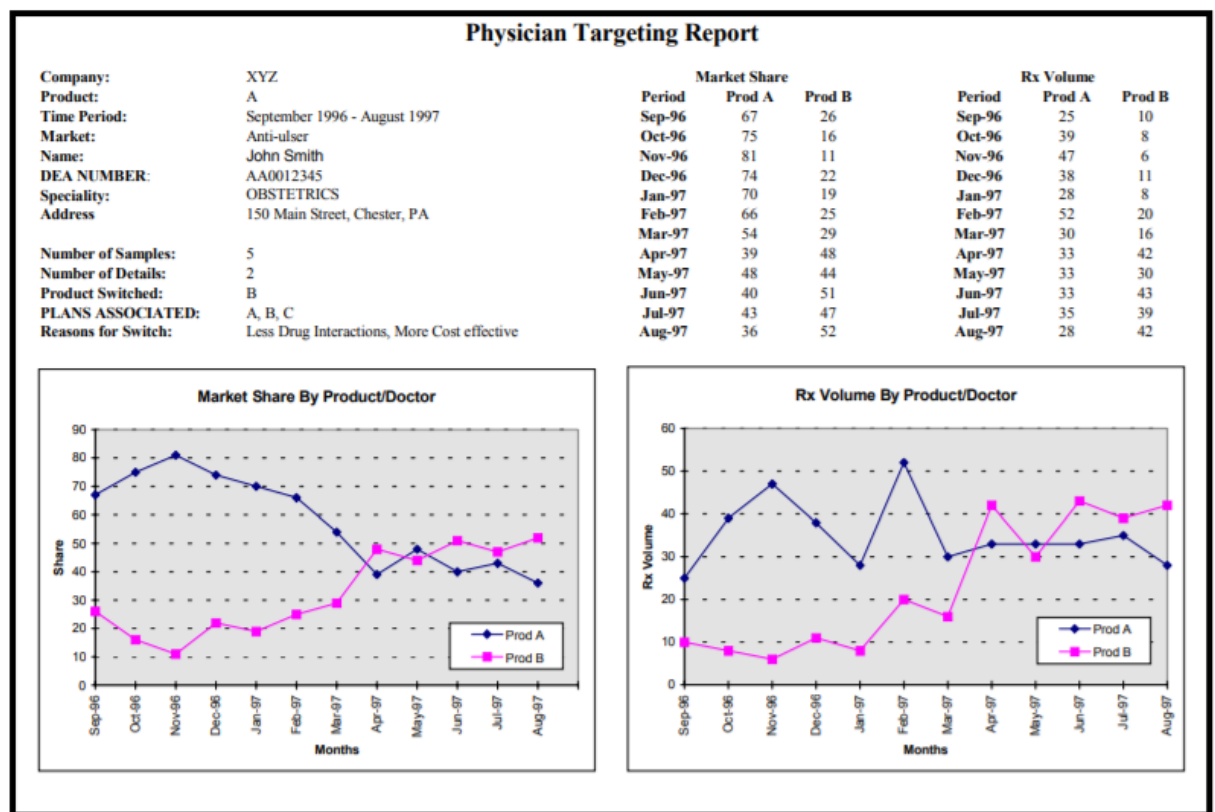 Physician Targeting Report
Company: XYZ
Product: A
Time Period: September 1996 - August 1997
Market: Anti-ulser
Name: John Smith
DEA NUMBER: AA0012345
Speciality: OBSTETRICS
Address 150 Main Street, Chester, PA
Number of Samples: 5
Number of Details: 2
Product Switched: B
PLANS ASSOCIATED: A, B, C
Reasons for Switch: Less Drug Interactions, More Cost effective
Market Share
Period Prod A Prod B
Sep-96 67 26
Oct-96 75 16
Nov-96 81 11
Dec-96 74 22
Jan-97 70 19
Feb-97 66 25
Mar-97 54 29
Apr-97 39 48
May-97 48 44
Jun-97 40 51
Jul-97 43 47
Aug-97 36 52
Rx Volume
Period Prod A Prod B
Sep-96 25 10
Oct-96 39 8
Nov-96 47 6
Dec-96 38 11
Jan-97 28 8
Feb-97 52 20
Mar-97 30 16
Apr-97 33 42
May-97 33 30
Jun-97 33 43
Jul-97 35 39
Aug-97 28 42
Market Share By Product/Doctor
Share
90
80
70
60
50
40
30
20
10
0
Prod A
Prod B
Sep-96 Oct-96 Nov-96 Dec-96 Jan-97 Feb-97 Mar-97 Apr-97 May-97 Jun-97 Jul-97 Aug-97
Months
Rx Volume By Product/Doctor
Rx Volume
60
50
40
30
20
10
0
Prod A
Prod B
Sep-96 Oct-96 Nov-96 Dec-96 Jan-97 Feb-97 Mar-97 Apr-97 May-97 Jun-97 Jul-97 Aug-97
Months